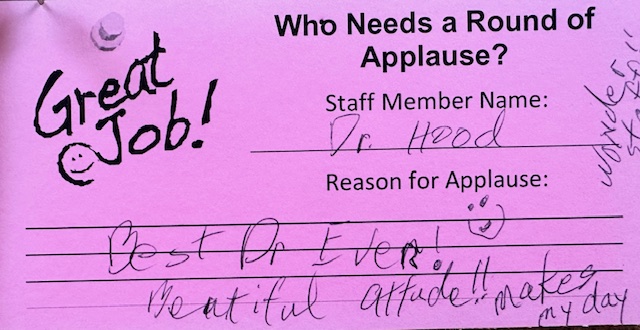 Great
Job!
Who Needs a Round of
Applause?
Staff Member Name:
Dr. Hood
Reason for Applause:
Best Dr Ever!
Beatiful attude!! makes
my day